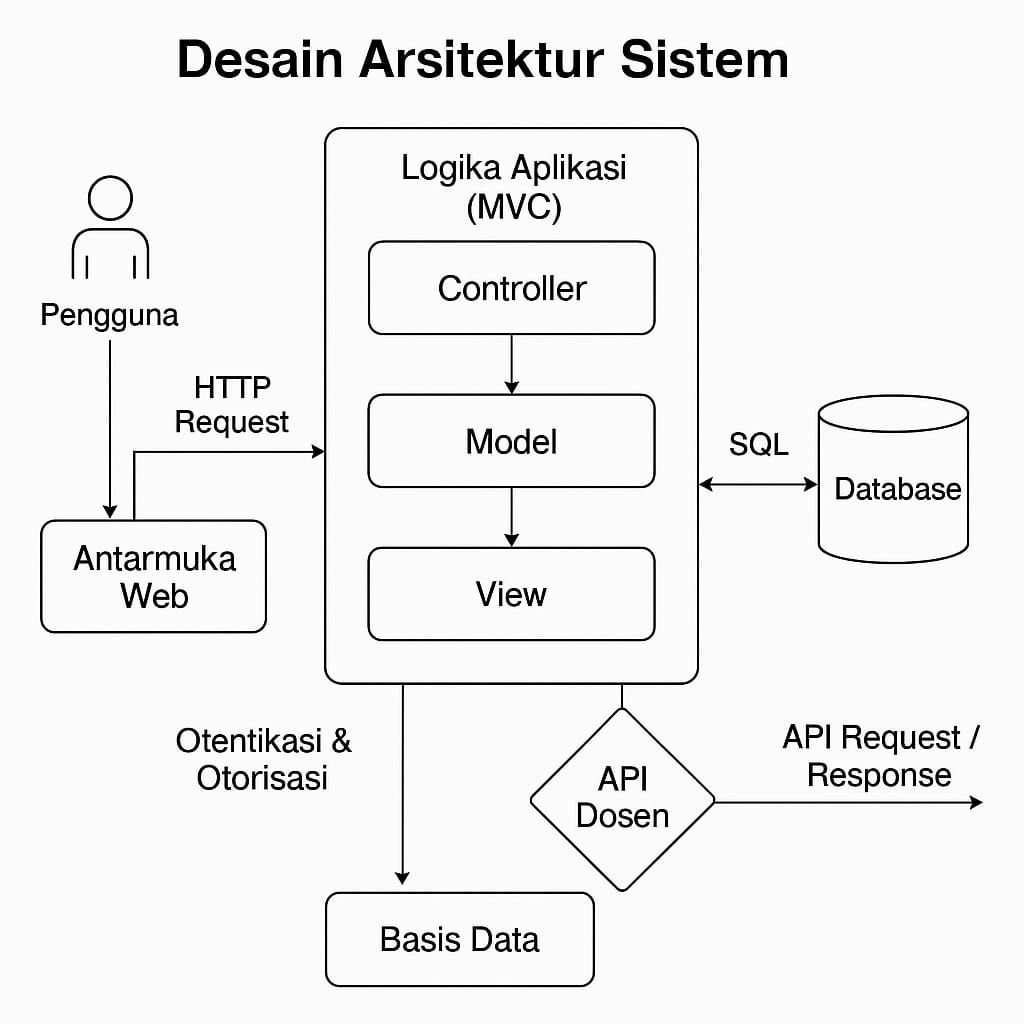 Desain Arsitektur Sistem
Pengguna
HTTP
Request
Antarmuka
Web
Logika Aplikasi
(MVC)
Controller
Model
View
SQL
Database
Otentikasi &
Otorisasi
API
Dosen
API Request /
Response
Basis Data